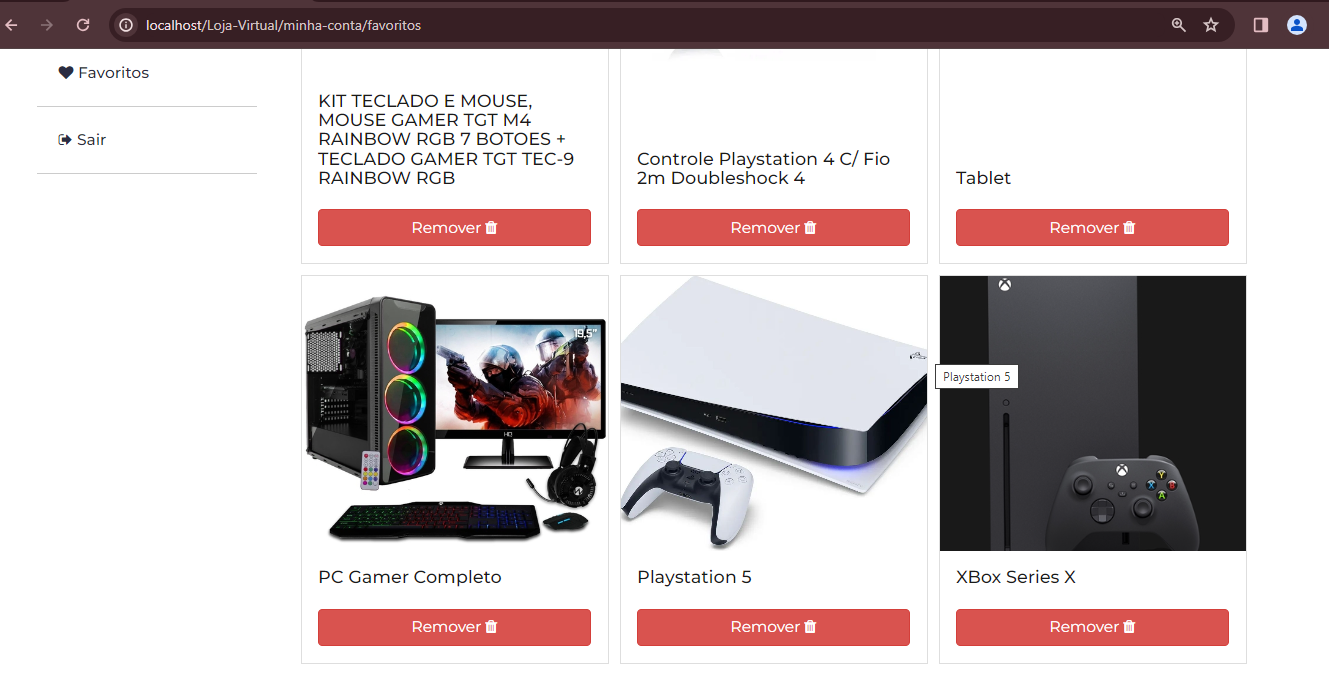 localhost/Loja-Virtual/minha-conta/favoritos
Favoritos
Sair
KIT TECLADO E MOUSE,
MOUSE GAMER TGT M4
RAINBOW RGB 7 BOTOES +
TECLADO GAMER TGT TEC-9
RAINBOW RGB
Controle Playstation 4 C/ Fio
2m Doubleshock 4
Tablet
Remover
Remover
Remover
19,5"
HQ
Playstation 5
Y
X
B
A
PC Gamer Completo
Playstation 5
XBox Series X
Remover
Remover
Remover